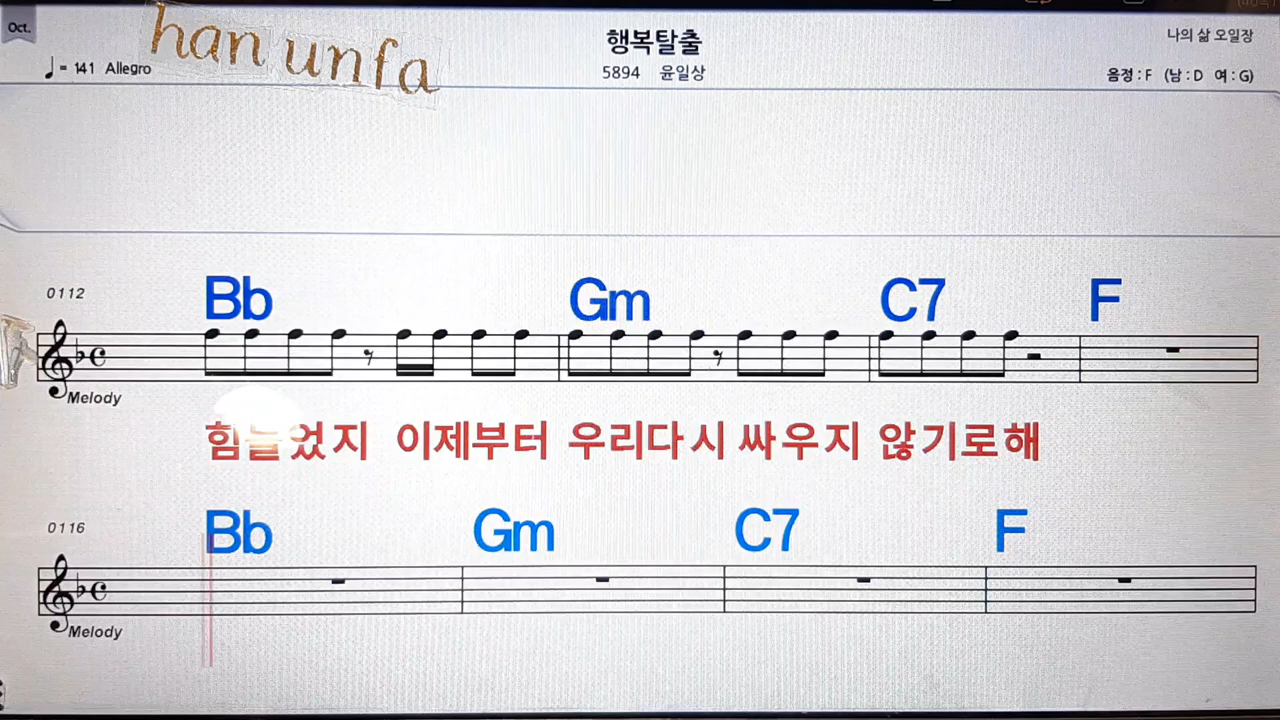 Oct.
han unfa
행복탈출
나의 삶 오일장
♩= 141 Allegro
5894 윤일상
음정 : F (남 : D 여 : G)
0112
Bb Gm C7 F
Melody
힘들었지 이제부터 우리다시 싸우지 않기로해
0116
Bb Gm C7 F
Melody